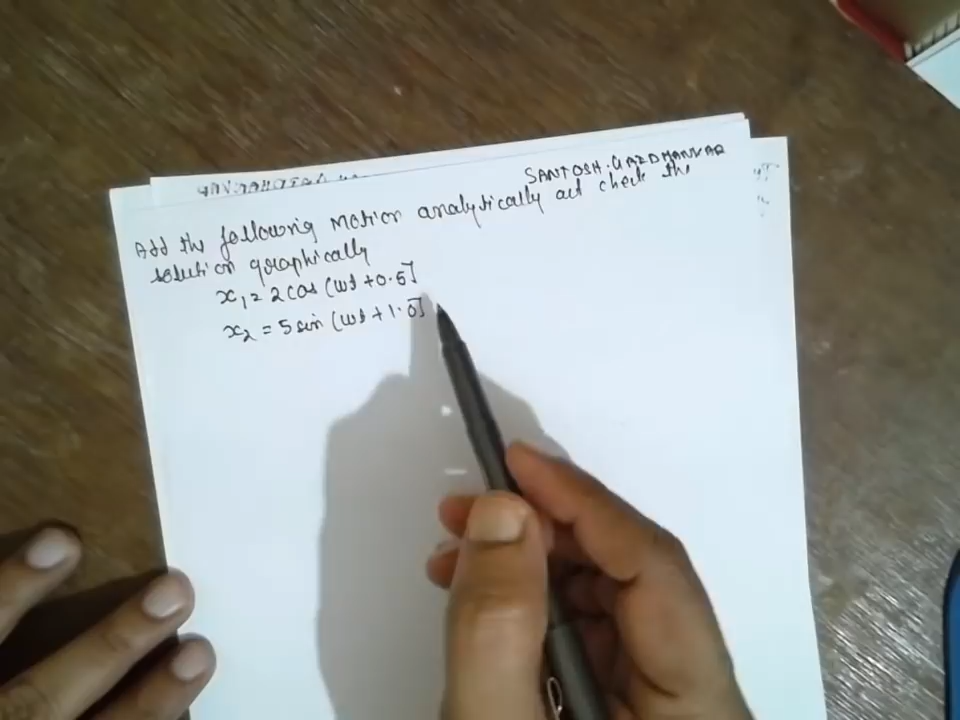 SANTOSH.
Add the following Motion analytically act check the
solution graphically
x₁ = 2 cos (ωt + 0.5]
x₂ = 5 sin (ωt + 1.0]